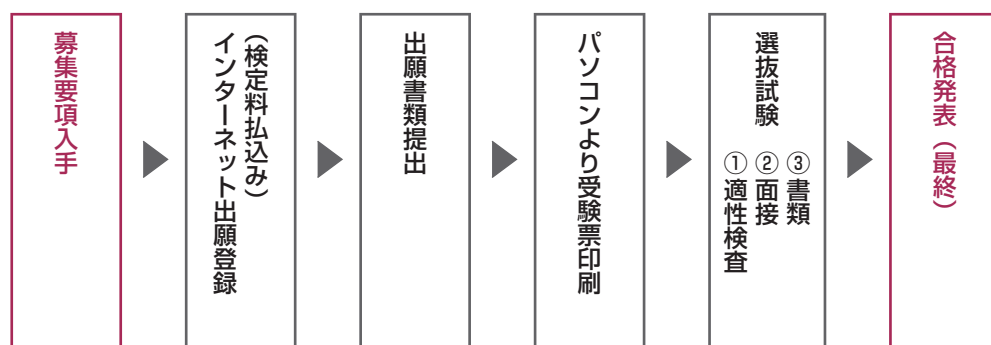 募集要項入手
（検定料払込み）
インターネット出願登録
出願書類提出
パソコンより受験票印刷
選抜試験
①適性検査
②面接
③書類
合格発表（最終）